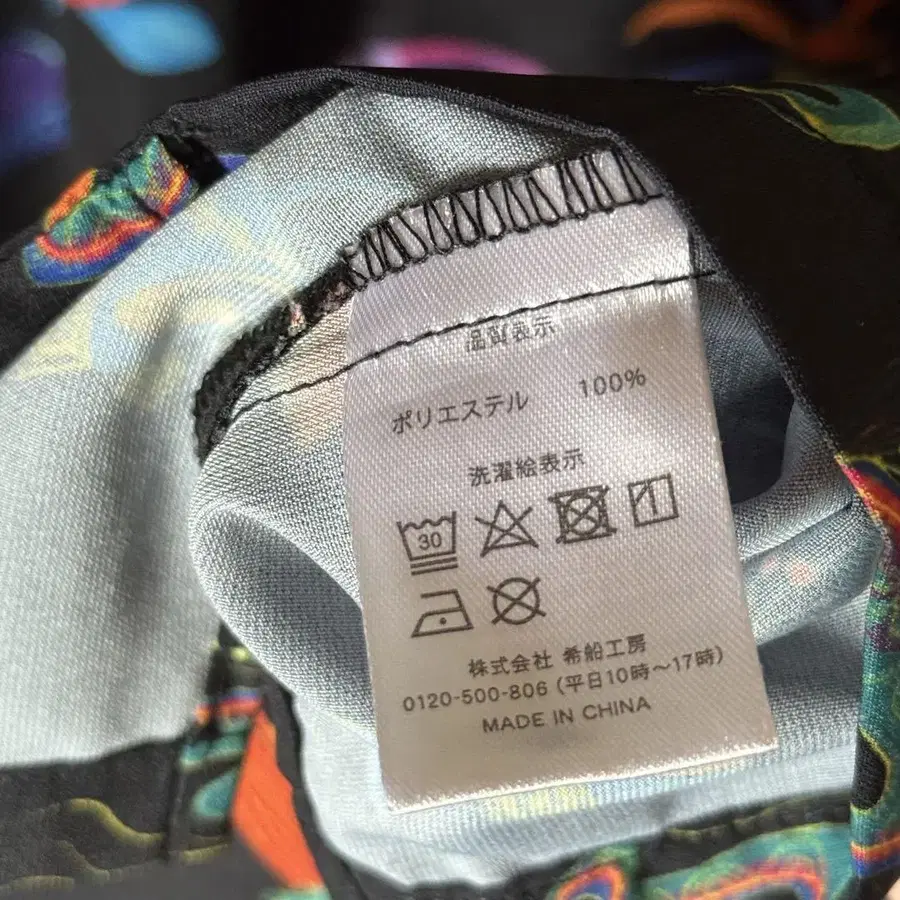 品質表示
ポリエステル 100%
洗濯絵表示
30
株式会社 希船工房
0120-500-806 (平日10時～17時)
MADE IN CHINA